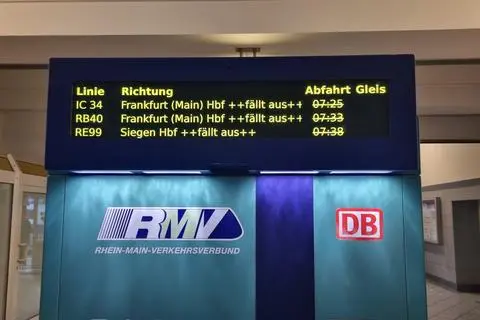 Linie Richtung Abfahrt Gleis
IC 34 Frankfurt (Main) Hbf ++fällt aus++ 07:25
RB40 Frankfurt (Main) Hbf ++fällt aus++ 07:33
RE99 Siegen Hbf ++fällt aus++ 07:38
RMV
RHEIN-MAIN-VERKEHRSVERBUND
DB